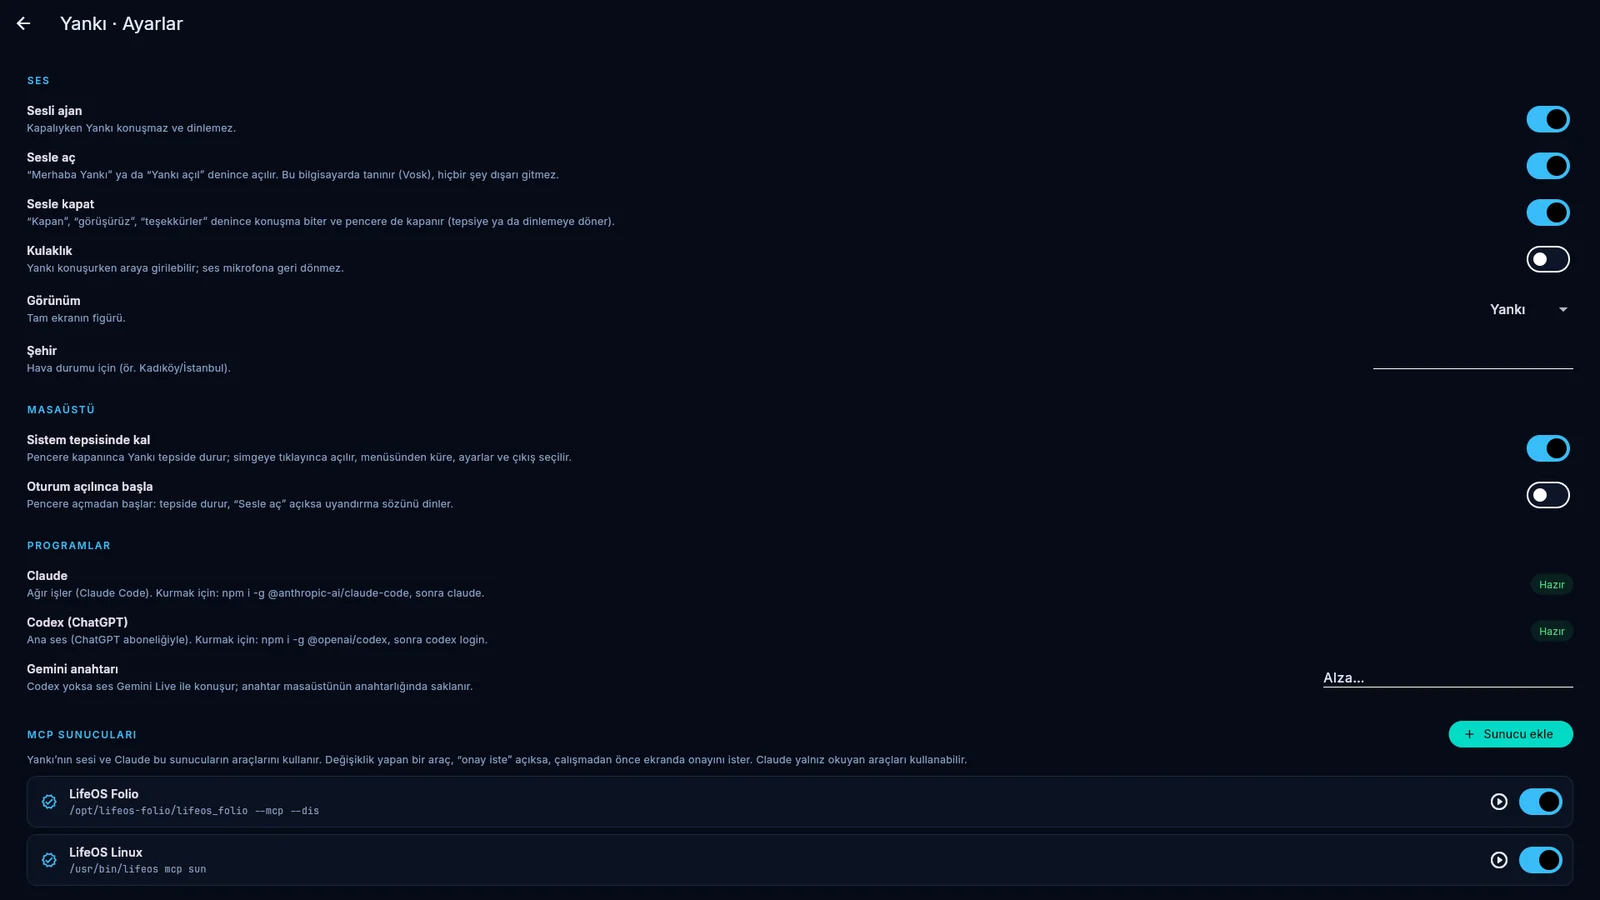 Yankı · Ayarlar
SES
Sesli ajan
Kapalıyken Yankı konuşmaz ve dinlemez.
Sesle aç
“Merhaba Yankı” ya da “Yankı açıl” denince açılır. Bu bilgisayarda tanınır (Vosk), hiçbir şey dışarı gitmez.
Sesle kapat
“Kapan”, “görüşürüz”, “teşekkürler” denince konuşma biter ve pencere de kapanır (tepsiye ya da dinlemeye döner).
Kulaklık
Yankı konuşurken araya girilebilir; ses mikrofona geri dönmez.
Görünüm
Tam ekranın figürü.
Yankı
Şehir
Hava durumu için (ör. Kadıköy/İstanbul).
MASAÜSTÜ
Sistem tepsisinde kal
Pencere kapanınca Yankı tepside durur; simgeye tıklayınca açılır, menüsünden küre, ayarlar ve çıkış seçilir.
Oturum açılınca başla
Pencere açmadan başlar: tepside durur, “Sesle aç” açıksa uyandırma sözünü dinler.
PROGRAMLAR
Claude
Ağır işler (Claude Code). Kurmak için: npm i -g @anthropic-ai/claude-code, sonra claude.
Hazır
Codex (ChatGPT)
Ana ses (ChatGPT aboneliğiyle). Kurmak için: npm i -g @openai/codex, sonra codex login.
Hazır
Gemini anahtarı
Codex yoksa ses Gemini Live ile konuşur; anahtar masaüstünün anahtarlığında saklanır.
AIza...
MCP SUNUCULARI
Sunucu ekle
Yankı’nın sesi ve Claude bu sunucuların araçlarını kullanır. Değişiklik yapan bir araç, “onay iste” açıksa, çalışmadan önce ekranda onayını ister. Claude yalnız okuyan araçları kullanabilir.
LifeOS Folio
/opt/lifeos-folio/lifeos_folio --mcp --dis
LifeOS Linux
/usr/bin/lifeos mcp sun